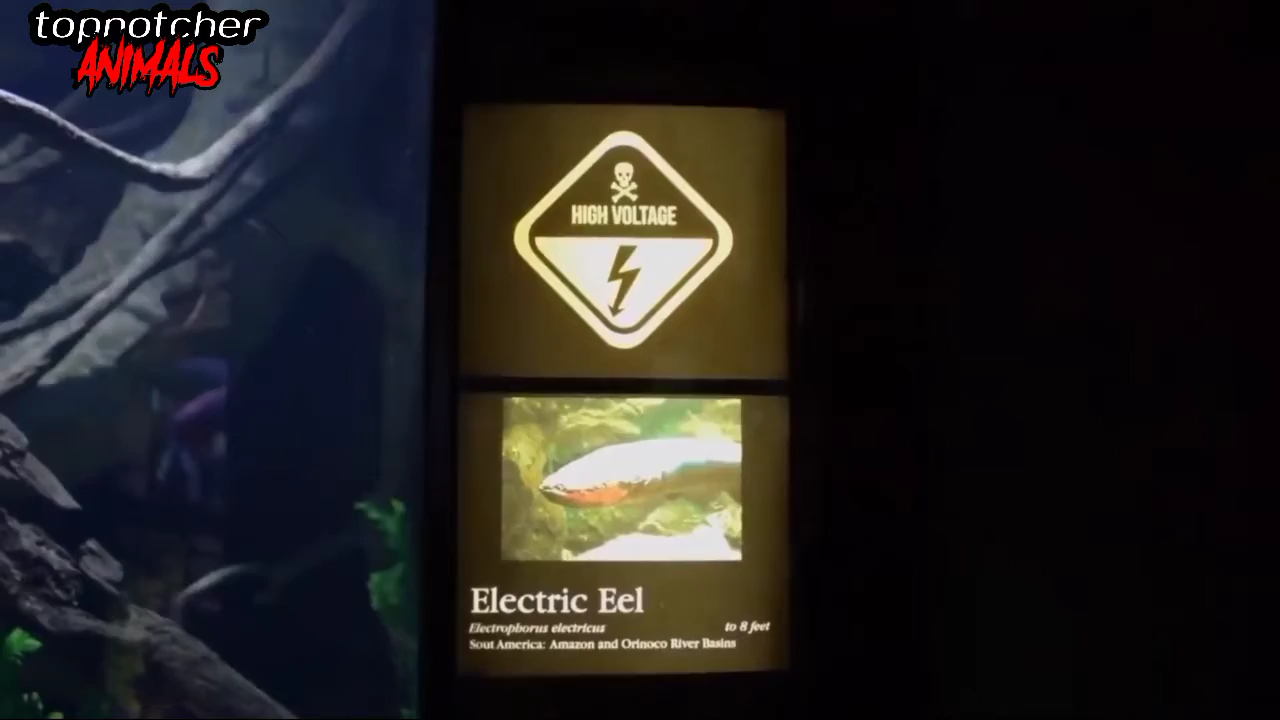 topnotcher
ANIMALS
HIGH VOLTAGE
Electric Eel
Electrophorus electricus
to 8 feet
Sout America: Amazon and Orinoco River Basins